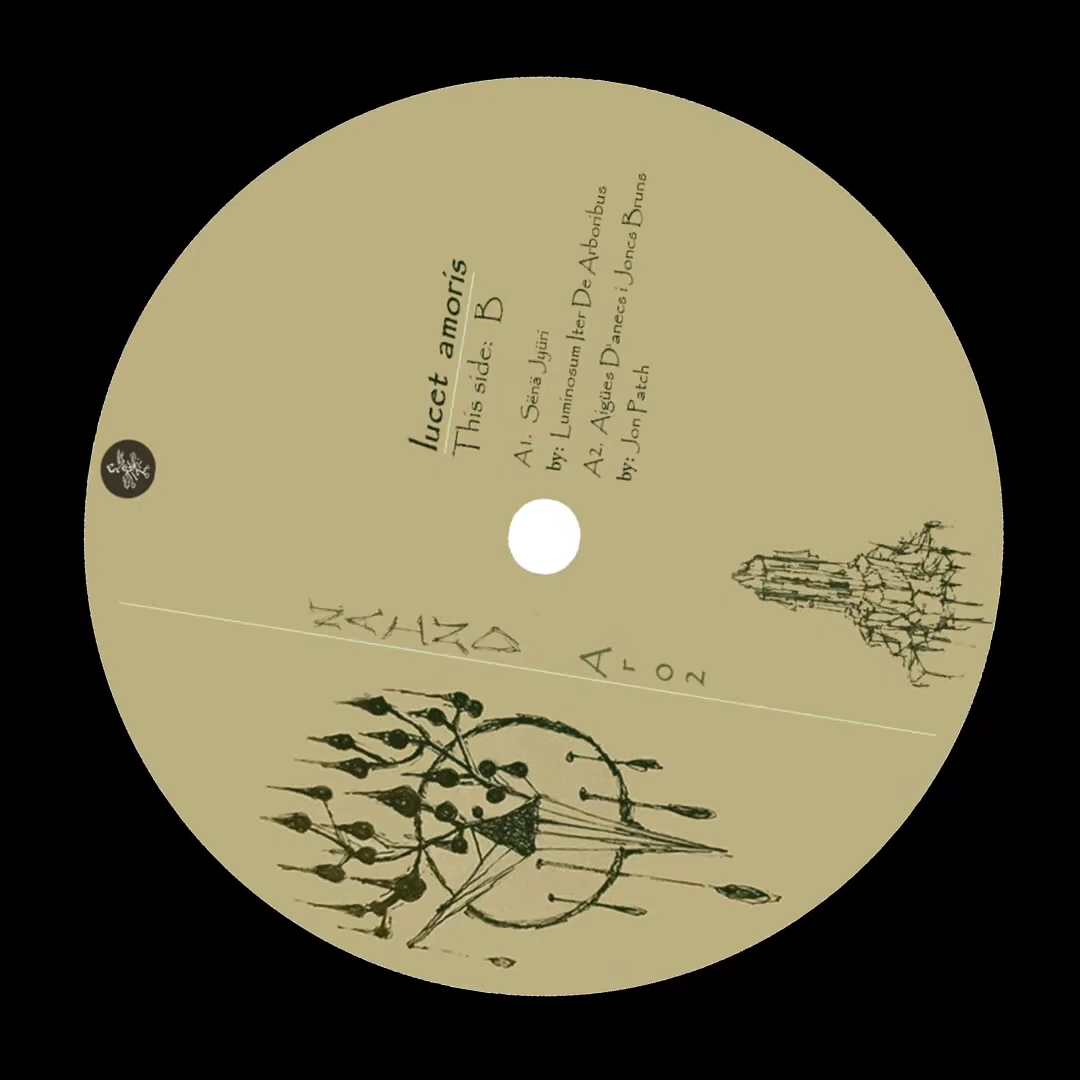 lucet amoris
This side: B
A1. Sënä Jyüri
by: Luminosum Iter De Arboribus
A2. Aigües D'anecs i Joncs Bruns
by: Jon Patch
Ar02